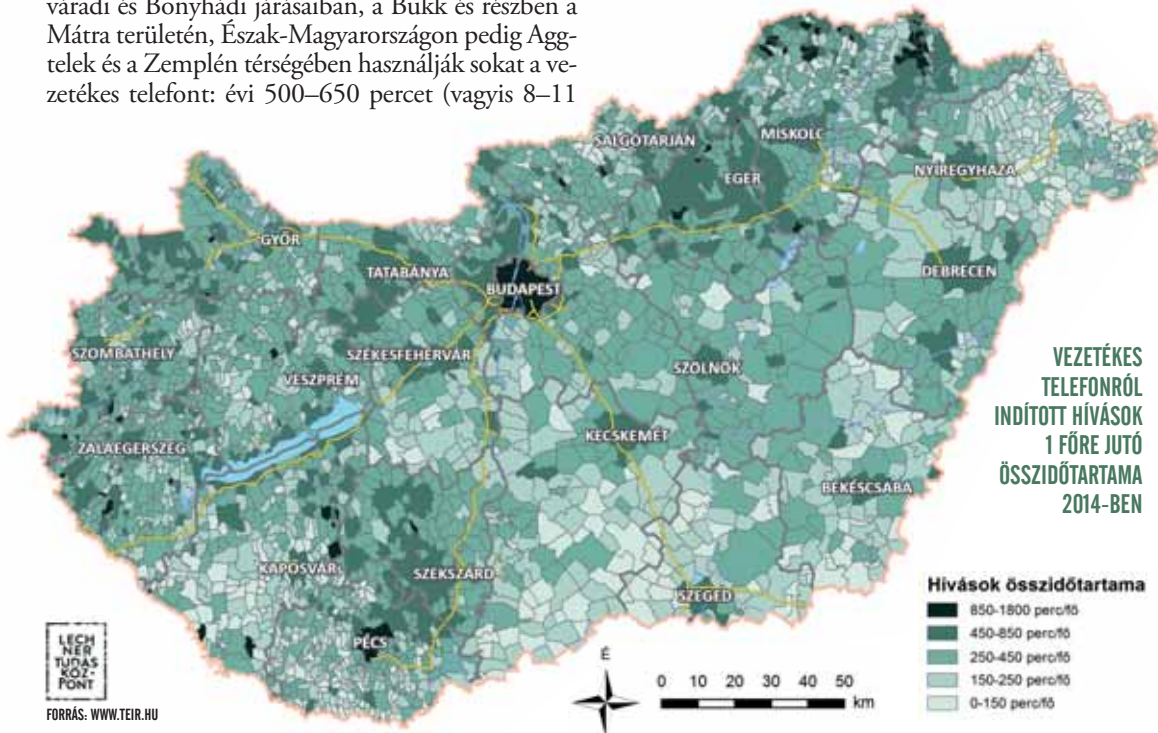 váradi és Bonyhádi járásaiban, a Bükk és részben a
Mátra területén, Észak-Magyarországon pedig Agg-
telek és a Zemplén térségében használják sokat a ve-
zetékes telefont: évi 500–650 percet (vagyis 8–11
SALGÓTARJÁN
MISKOLC
EGER
NYÍREGYHÁZA
GYŐR
TATABÁNYA
BUDAPEST
DEBRECEN
SZOMBATHELY
SZÉKESFEHÉRVÁR
VESZPRÉM
SZOLNOK
ZALAEGERSZEG
KECSKEMÉT
BÉKÉSCSABA
KAPOSVÁR
SZEKSZÁRD
SZEGED
PÉCS
VEZETÉKES
TELEFONRÓL
INDÍTOTT HÍVÁSOK
1 FŐRE JUTÓ
ÖSSZIDŐTARTAMA
2014-BEN
Hívások összidőtartama
850-1800 perc/fő
450-850 perc/fő
250-450 perc/fő
150-250 perc/fő
0-150 perc/fő
É
0 10 20 30 40 50
km
LECH
NER
TUDÁS
KÖZ-
PONT
FORRÁS: WWW.TEIR.HU